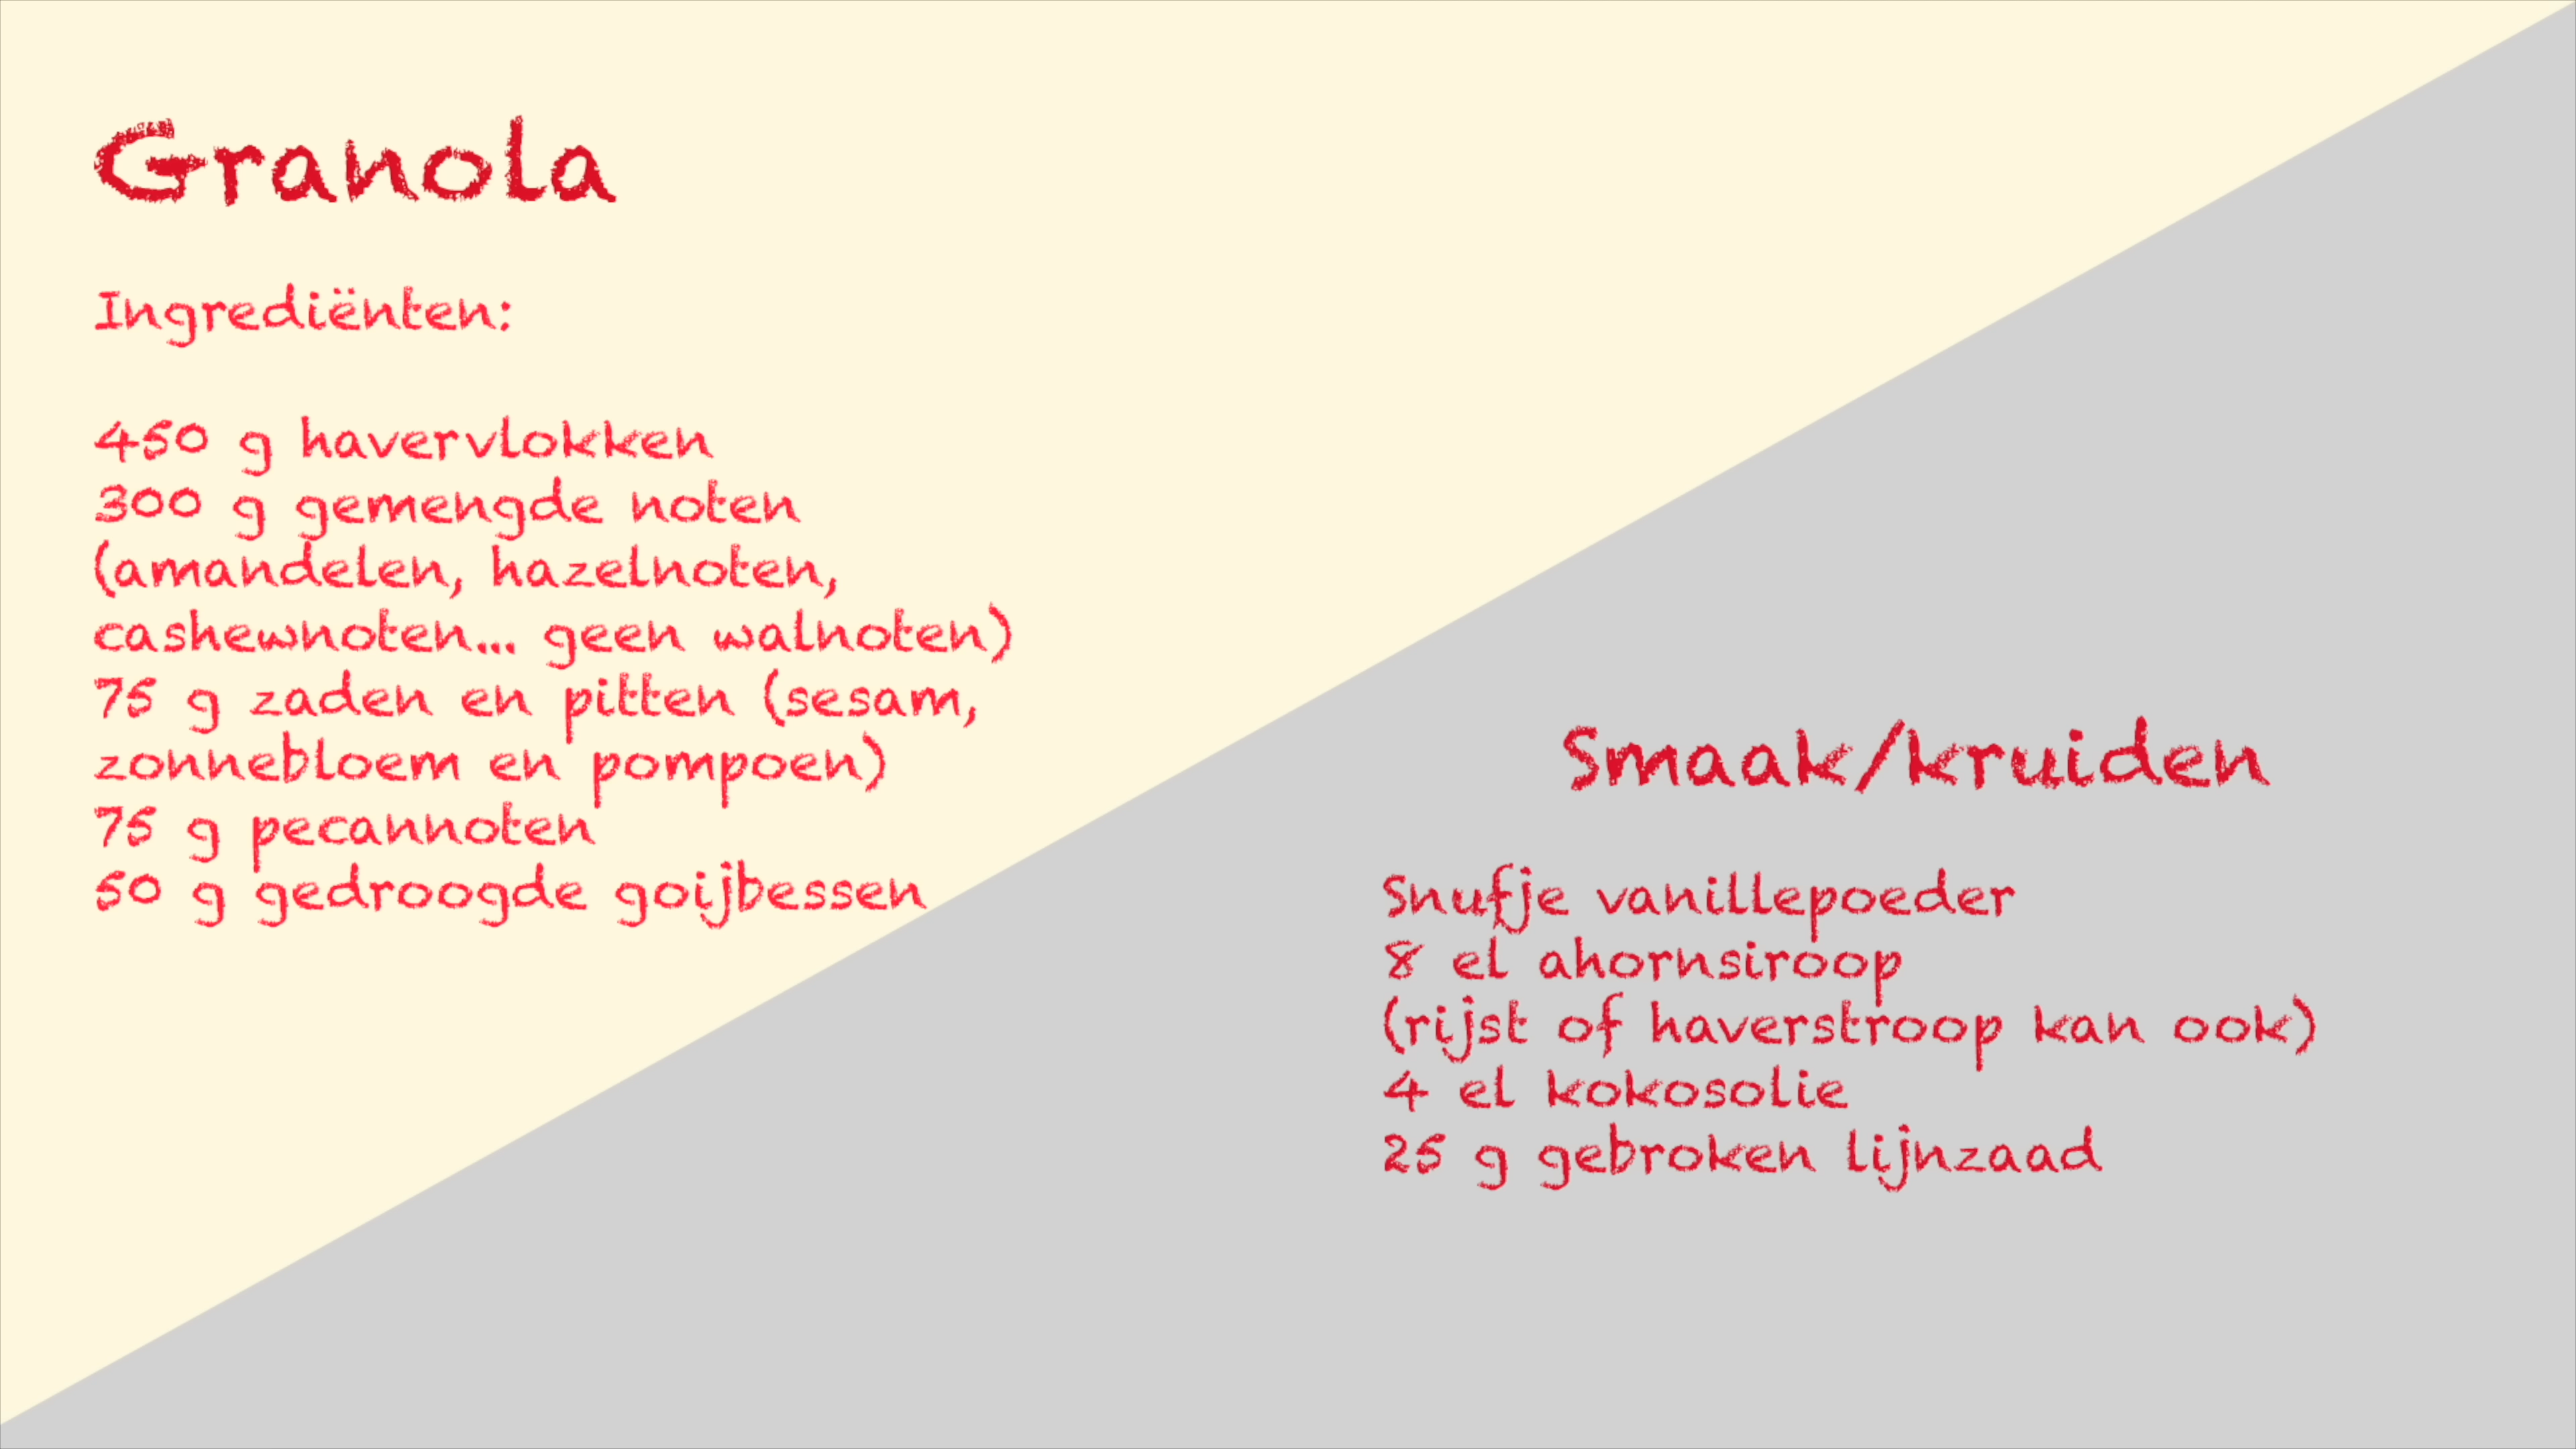 Granola
Ingrediënten:
450 g havervlokken
300 g gemengde noten
(amandelen, hazelnoten,
cashewnoten... geen walnoten)
75 g zaden en pitten (sesam,
zonnebloem en pompoen)
75 g pecannoten
50 g gedroogde goijbessen
Smaak/kruiden
Snufje vanillepoeder
8 el ahornsiroop
(rijst of haverstroop kan ook)
4 el kokosolie
25 g gebroken lijnzaad